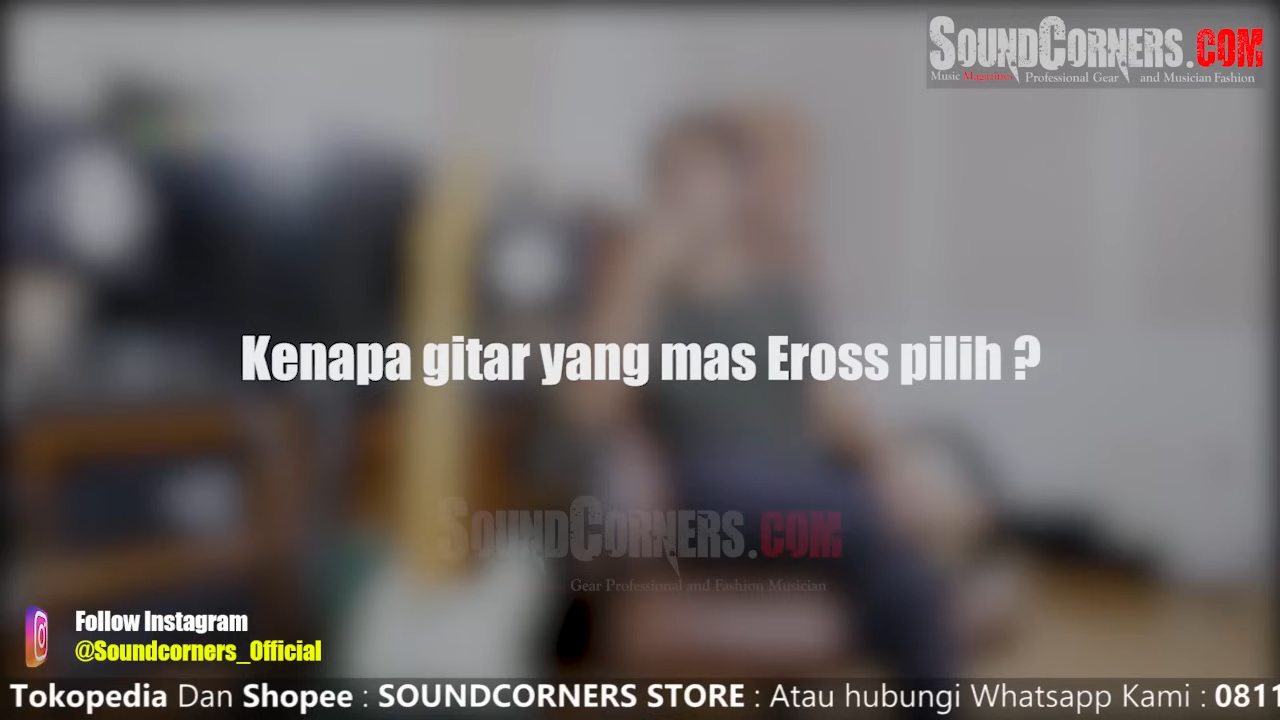 SOUNDCORNERS.COM
Music Magazines Professional Gear and Musician Fashion
Kenapa gitar yang mas Eross pilih ?
SOUNDCORNERS.COM
Gear Professional and Fashion Musician
Follow Instagram
@Soundcorners_Official
Tokopedia Dan Shopee : SOUNDCORNERS STORE : Atau hubungi Whatsapp Kami : 0811